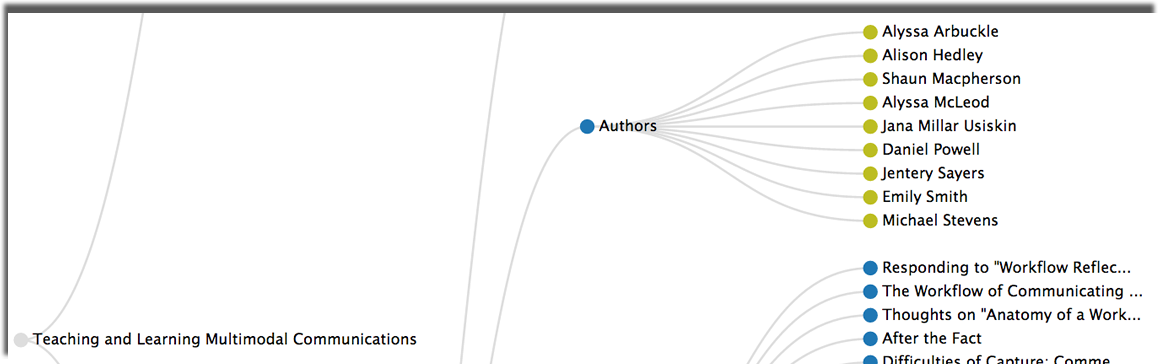 Alyssa Arbuckle
Alison Hedley
Shaun Macpherson
Alyssa McLeod
Authors
Jana Millar Usiskin
Daniel Powell
Jentery Sayers
Emily Smith
Michael Stevens
Responding to "Workflow Reflec...
The Workflow of Communicating ...
Thoughts on "Anatomy of a Work...
Teaching and Learning Multimodal Communications
After the Fact
Difficulties of Capture: Comme...